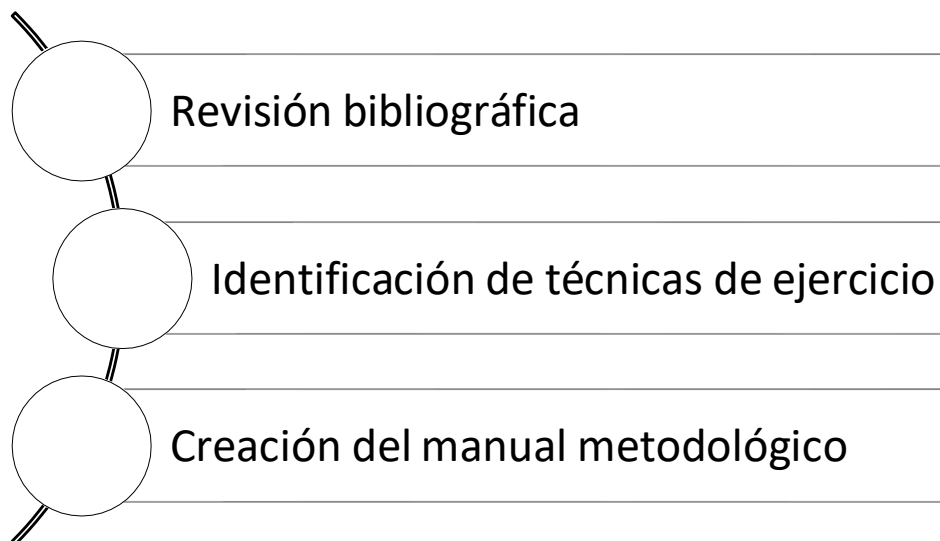 Revisión bibliográfica
Identificación de técnicas de ejercicio
Creación del manual metodológico